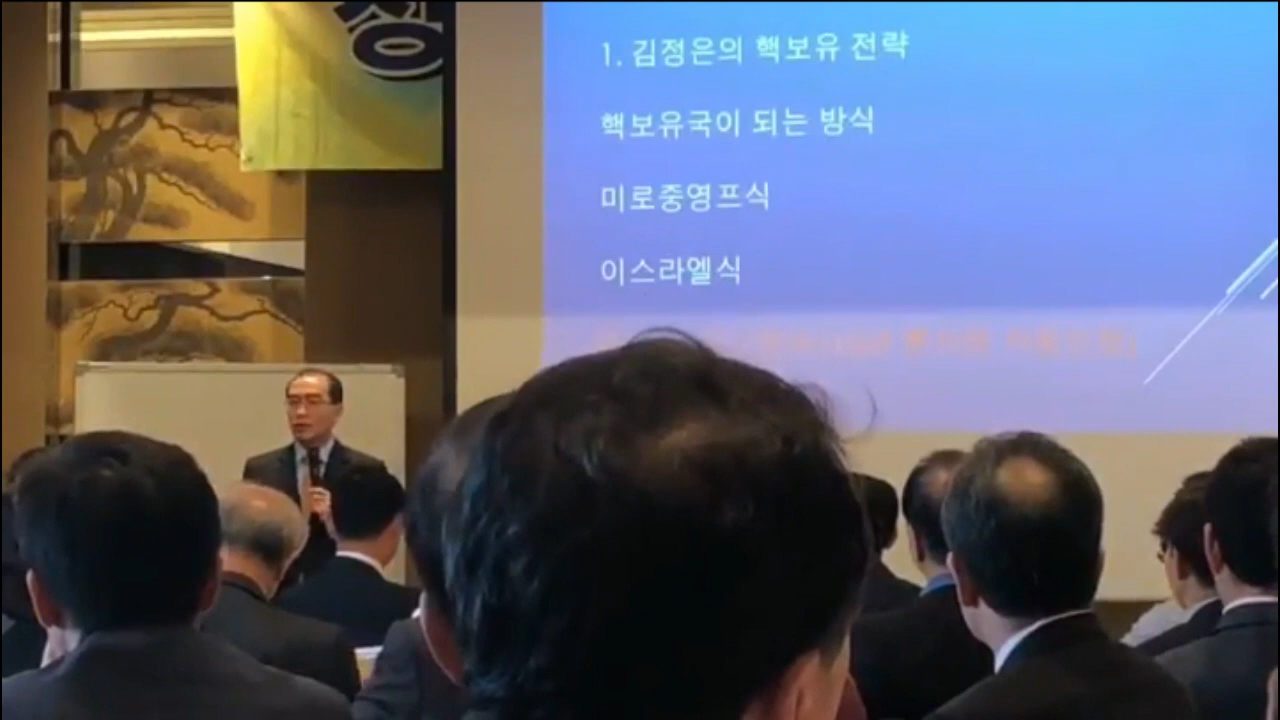 정
1. 김정은의 핵보유 전략
핵보유국이 되는 방식
미로중영프식
이스라엘식